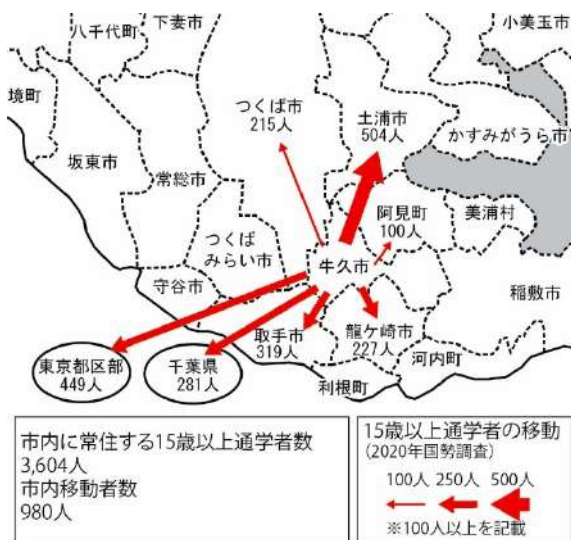 八千代町
下妻市
小美玉市
境町
つくば市
215人
土浦市
504人
かすみがうら市
坂東市
常総市
阿見町
100人
美浦村
つくば
みらい市
牛久市
守谷市
稲敷市
取手市
319人
龍ケ崎市
227人
河内町
東京都区部
449人
千葉県
281人
利根町
市内に常住する15歳以上通学者数
3,604人
市内移動者数
980人
15歳以上通学者の移動
(2020年国勢調査)
100人 250人 500人
※100人以上を記載